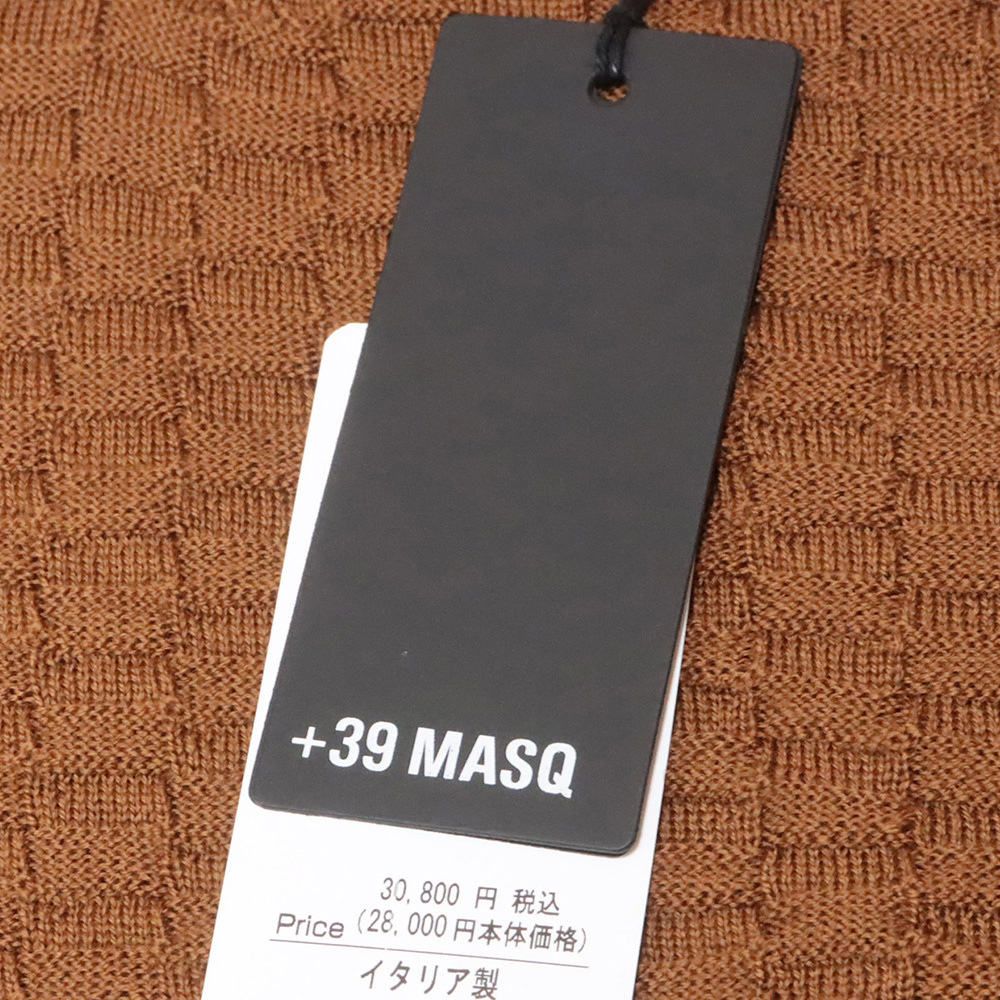 +39 MASQ
30,800 円 税込
Price (28,000円本体価格)
イタリア製